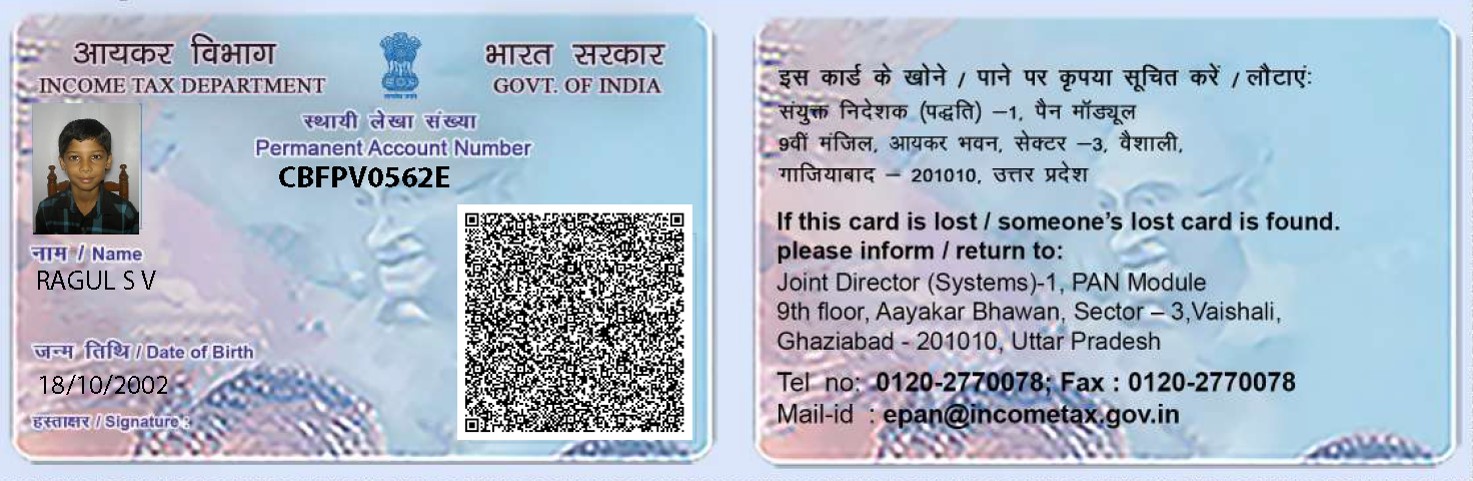 आयकर विभाग
INCOME TAX DEPARTMENT
भारत सरकार
GOVT. OF INDIA
स्थायी लेखा संख्या
Permanent Account Number
CBFPV0562E
नाम / Name
RAGUL S V
जन्म तिथि / Date of Birth
18/10/2002
हस्ताक्षर / Signature :
इस कार्ड के खोने / पाने पर कृपया सूचित करें / लौटाएं:
संयुक्त निदेशक (पद्धति) –1, पैन मॉड्यूल
9वीं मंजिल, आयकर भवन, सेक्टर –3, वैशाली,
गाजियाबाद – 201010, उत्तर प्रदेश
If this card is lost / someone's lost card is found.
please inform / return to:
Joint Director (Systems)-1, PAN Module
9th floor, Aayakar Bhawan, Sector – 3,Vaishali,
Ghaziabad - 201010, Uttar Pradesh
Tel no: 0120-2770078; Fax : 0120-2770078
Mail-id : epan@incometax.gov.in